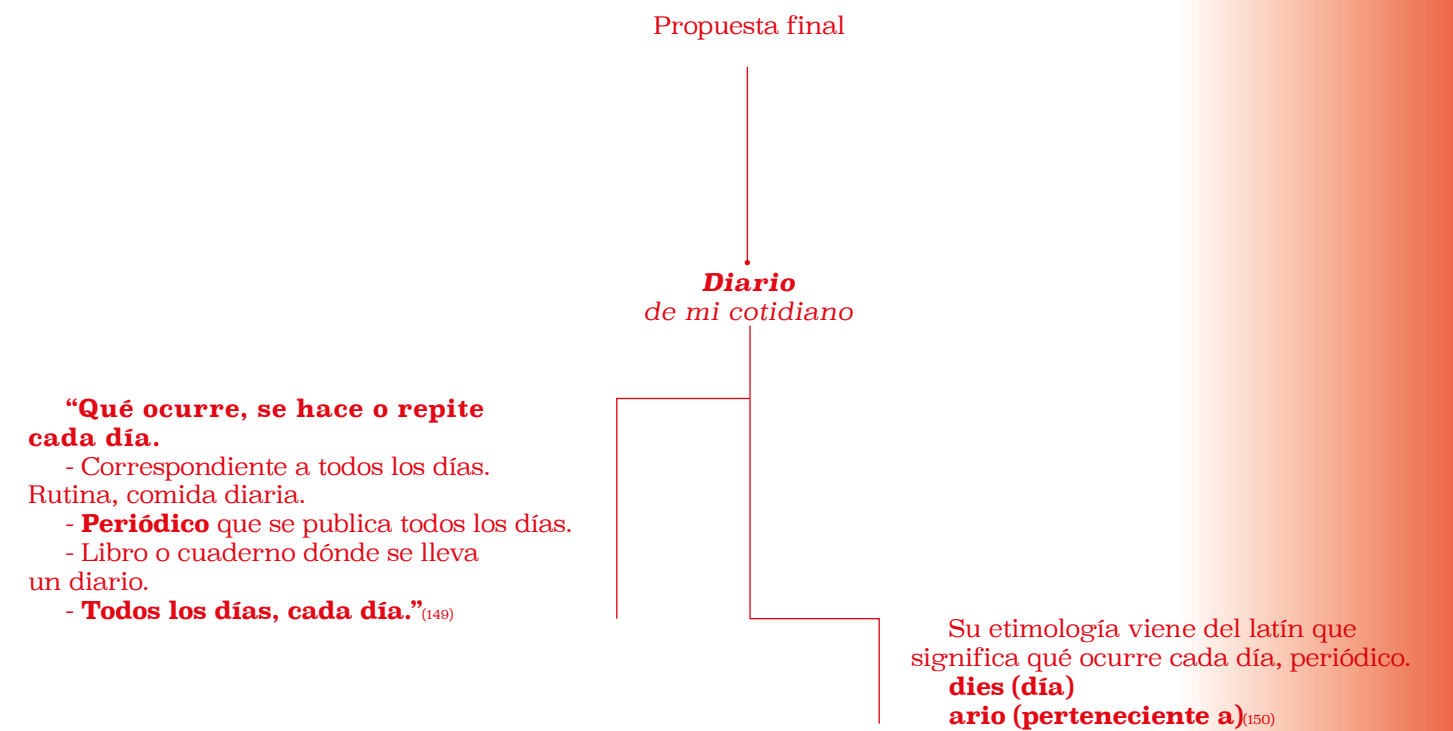 Propuesta final
Diario
de mi cotidiano
“Qué ocurre, se hace o repite
cada día.
- Correspondiente a todos los días.
Rutina, comida diaria.
- Periódico que se publica todos los días.
- Libro o cuaderno dónde se lleva
un diario.
- Todos los días, cada día.”(149)
Su etimología viene del latín que
significa qué ocurre cada día, periódico.
dies (día)
ario (perteneciente a)(150)